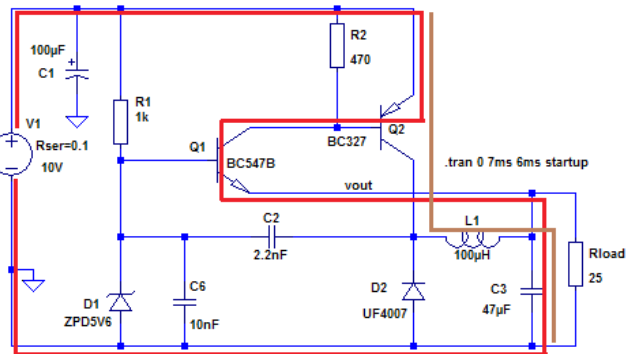 100µF
C1
R2
470
V1
Rser=0.1
10V
R1
1k
Q1
BC547B
BC327
Q2
.tran 0 7ms 6ms startup
vout
C2
2.2nF
L1
100µH
Rload
25
D1
ZPD5V6
C6
10nF
D2
UF4007
C3
47µF